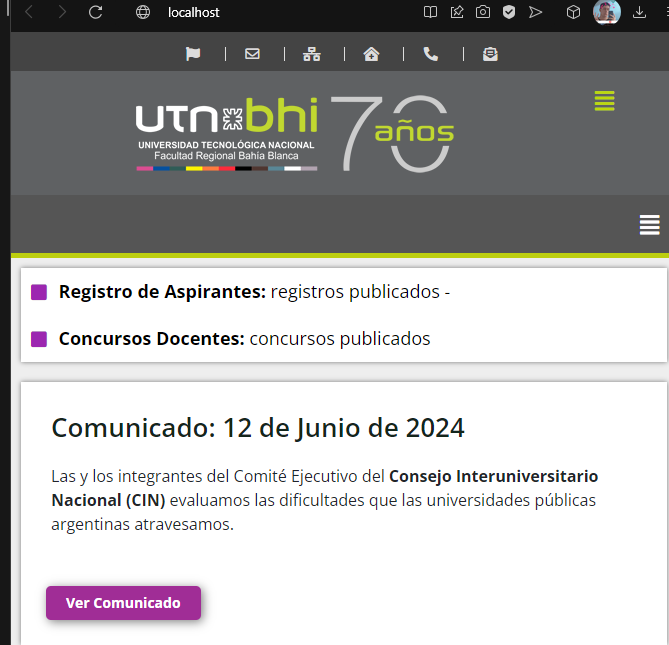 localhost
utn bhi 70 años
UNIVERSIDAD TECNOLÓGICA NACIONAL
Facultad Regional Bahía Blanca
Registro de Aspirantes: registros publicados -
Concursos Docentes: concursos publicados
Comunicado: 12 de Junio de 2024
Las y los integrantes del Comité Ejecutivo del Consejo Interuniversitario
Nacional (CIN) evaluamos las dificultades que las universidades públicas
argentinas atravesamos.
Ver Comunicado